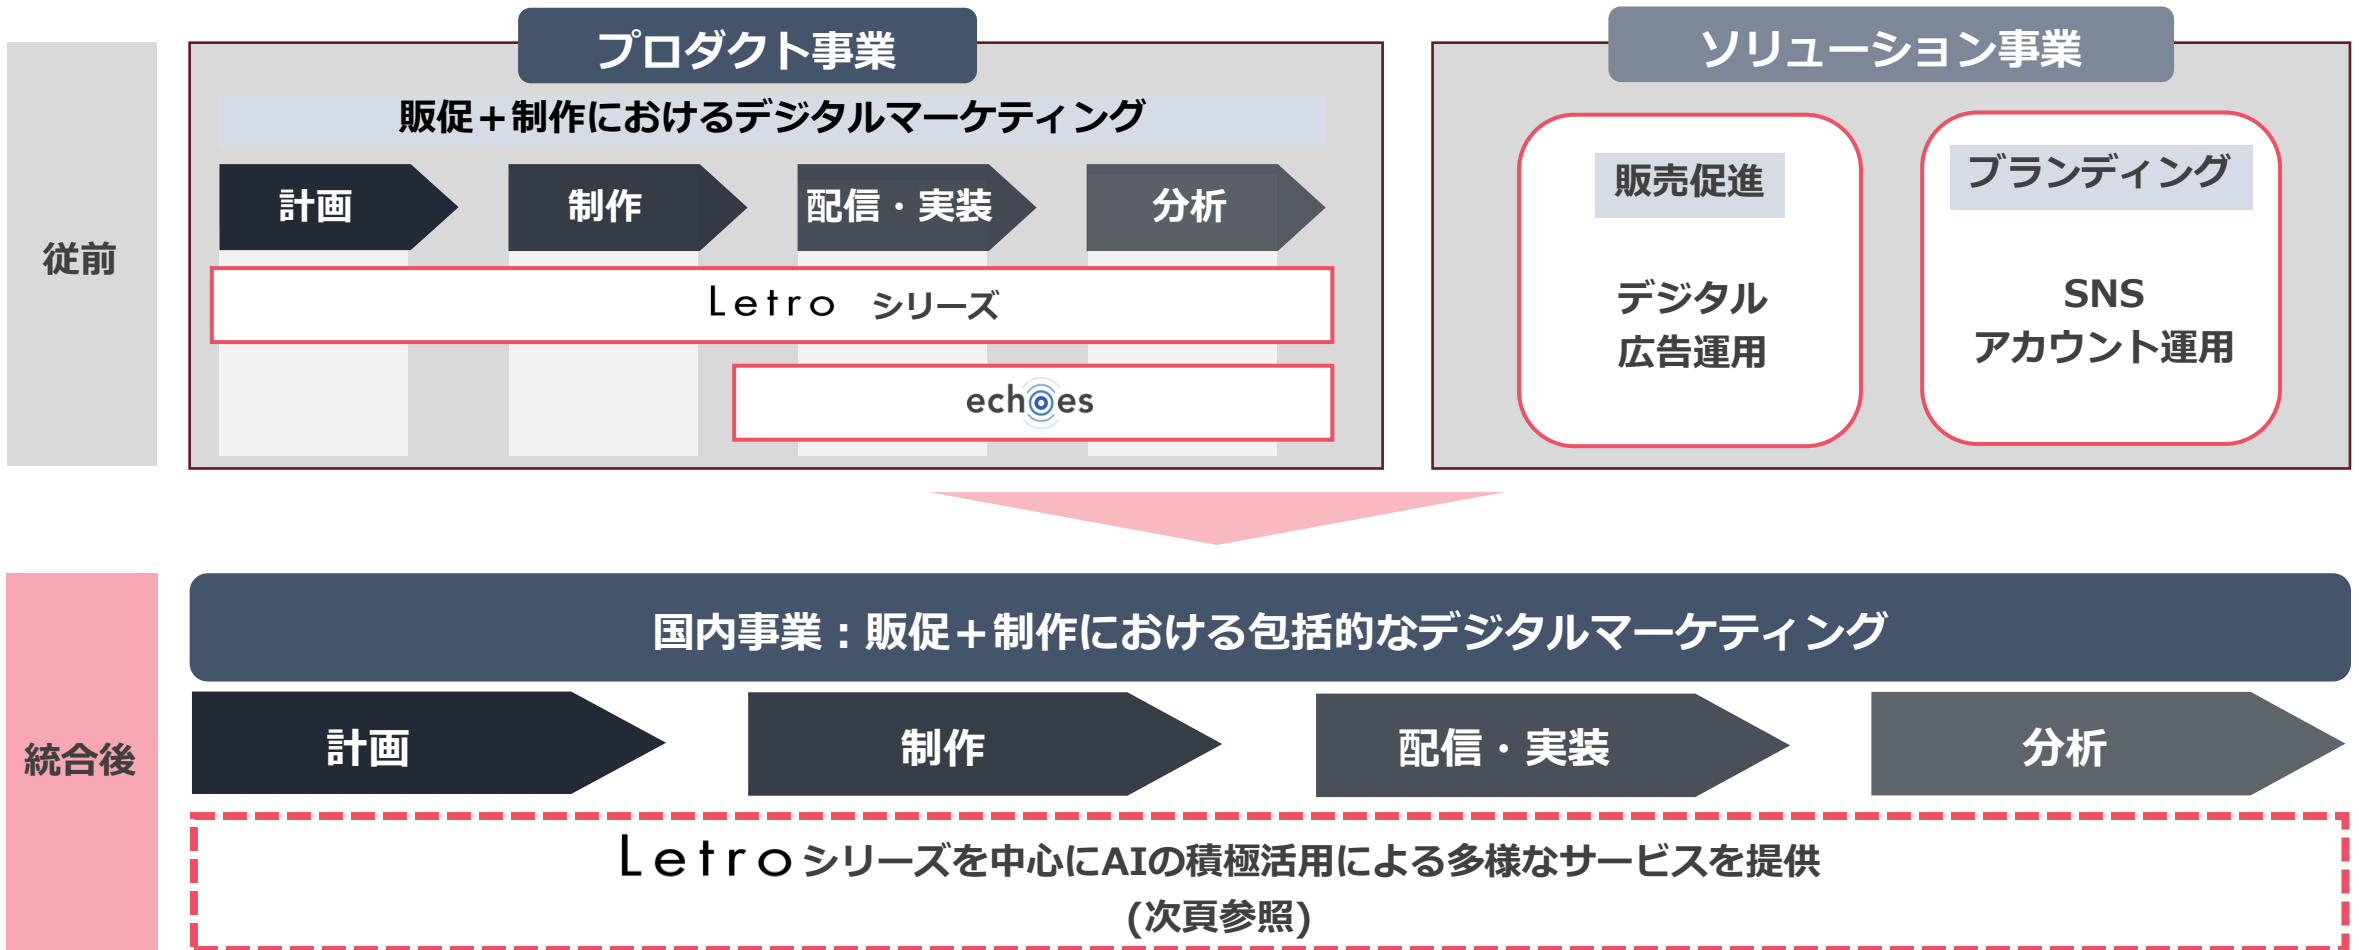 プロダクト事業
ソリューション事業
従前
販促＋制作におけるデジタルマーケティング
計画
制作
配信・実装
分析
Letro シリーズ
echoes
販売促進
デジタル
広告運用
ブランディング
SNS
アカウント運用
統合後
国内事業：販促＋制作における包括的なデジタルマーケティング
計画
制作
配信・実装
分析
Letroシリーズを中心にAIの積極活用による多様なサービスを提供
(次頁参照)